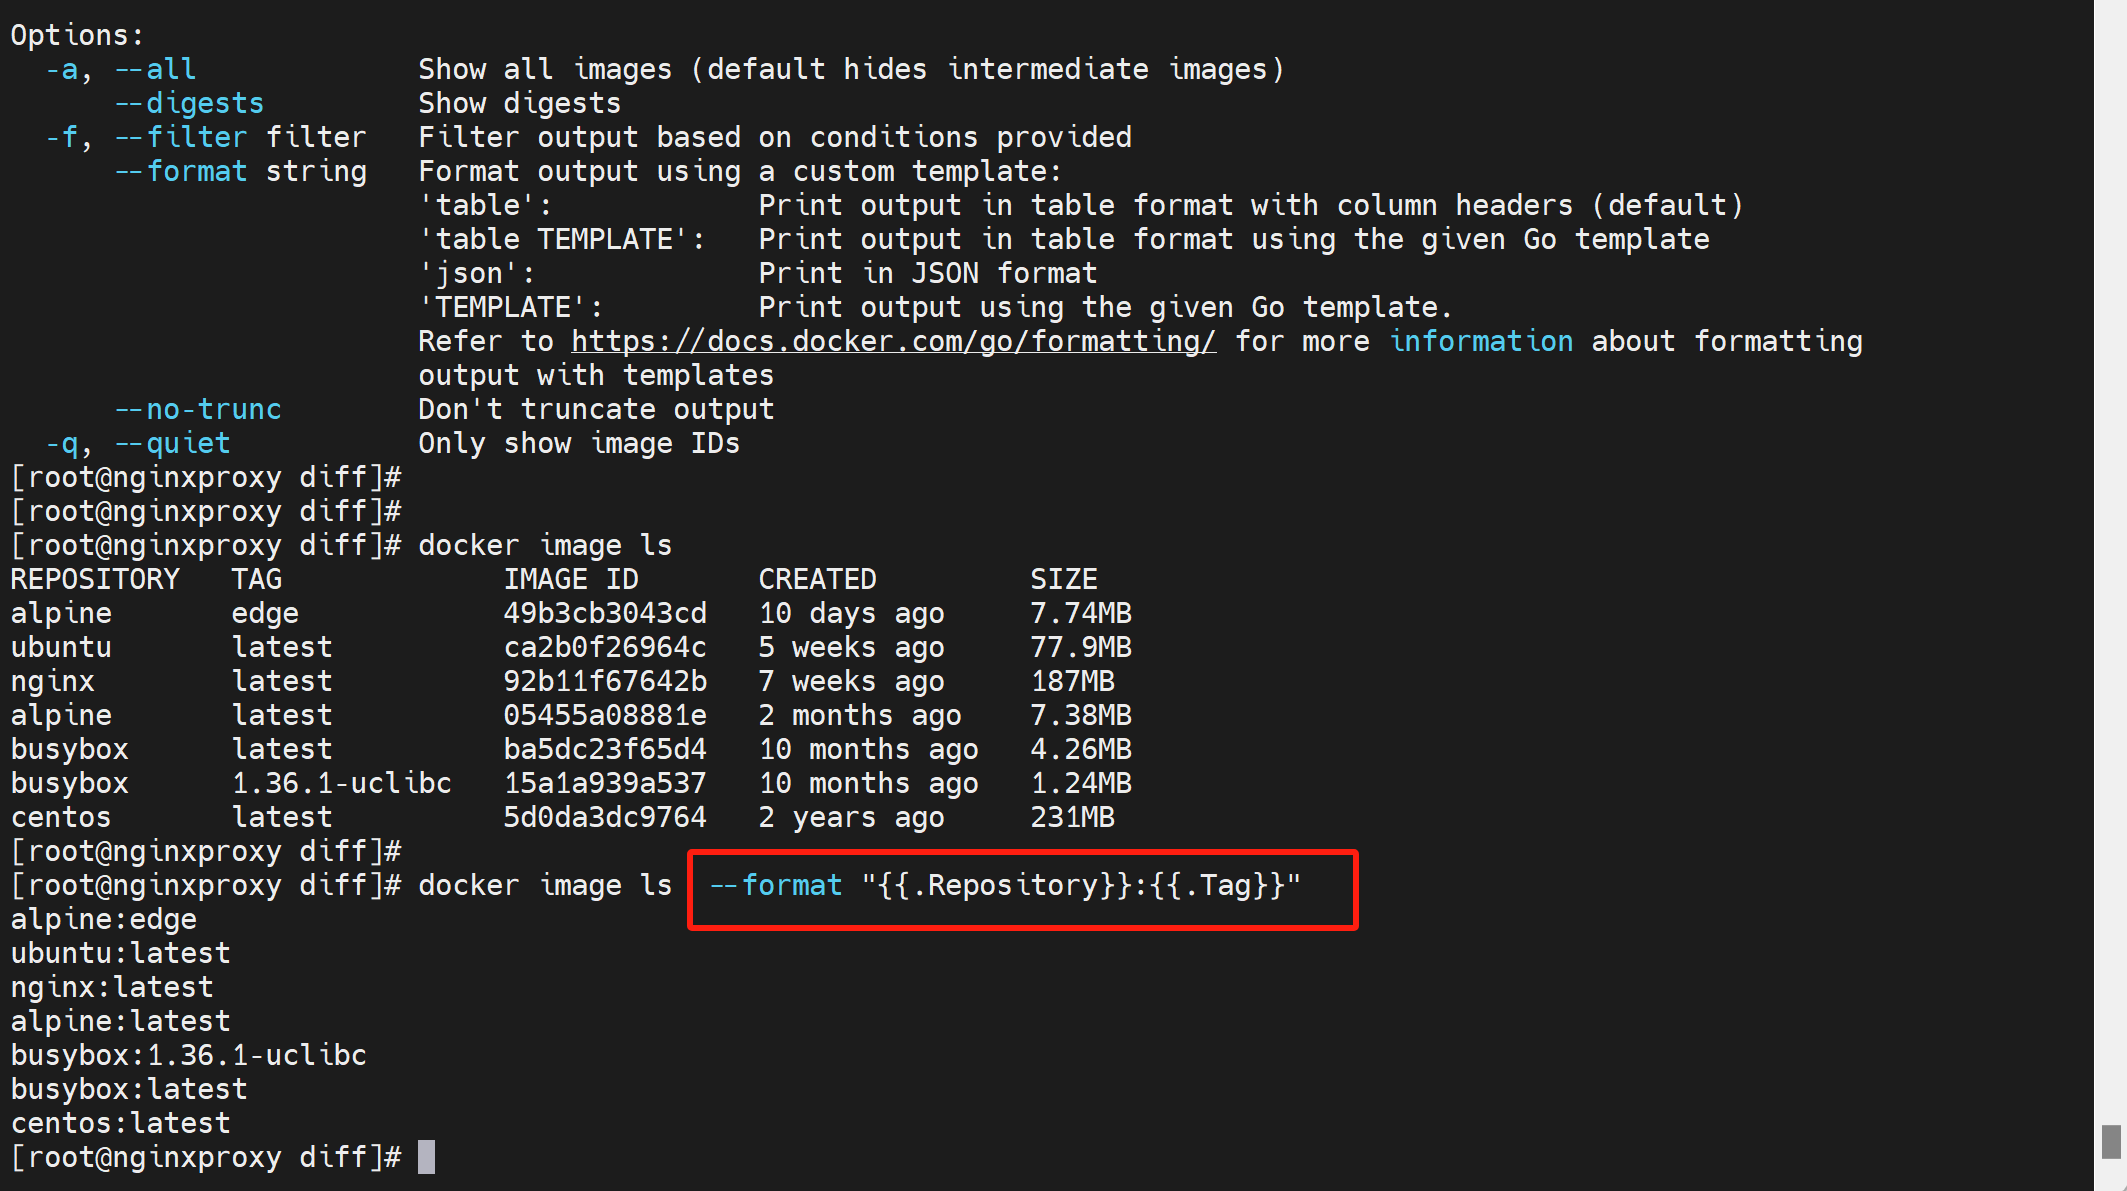 Options:
  -a, --all             Show all images (default hides intermediate images)
      --digests         Show digests
  -f, --filter filter   Filter output based on conditions provided
      --format string   Format output using a custom template:
                        'table':            Print output in table format with column headers (default)
                        'table TEMPLATE':   Print output in table format using the given Go template
                        'json':             Print in JSON format
                        'TEMPLATE':         Print output using the given Go template.
                        Refer to https://docs.docker.com/go/formatting/ for more information about formatting
                        output with templates
      --no-trunc        Don't truncate output
  -q, --quiet           Only show image IDs
[root@nginxproxy diff]#
[root@nginxproxy diff]#
[root@nginxproxy diff]# docker image ls
REPOSITORY   TAG             IMAGE ID       CREATED         SIZE
alpine       edge            49b3cb3043cd   10 days ago     7.74MB
ubuntu       latest          ca2b0f26964c   5 weeks ago     77.9MB
nginx        latest          92b11f67642b   7 weeks ago     187MB
alpine       latest          05455a08881e   2 months ago    7.38MB
busybox      latest          ba5dc23f65d4   10 months ago   4.26MB
busybox      1.36.1-uclibc   15a1a939a537   10 months ago   1.24MB
centos       latest          5d0da3dc9764   2 years ago     231MB
[root@nginxproxy diff]#
[root@nginxproxy diff]# docker image ls  --format "{{.Repository}}:{{.Tag}}"
alpine:edge
ubuntu:latest
nginx:latest
alpine:latest
busybox:1.36.1-uclibc
busybox:latest
centos:latest
[root@nginxproxy diff]#